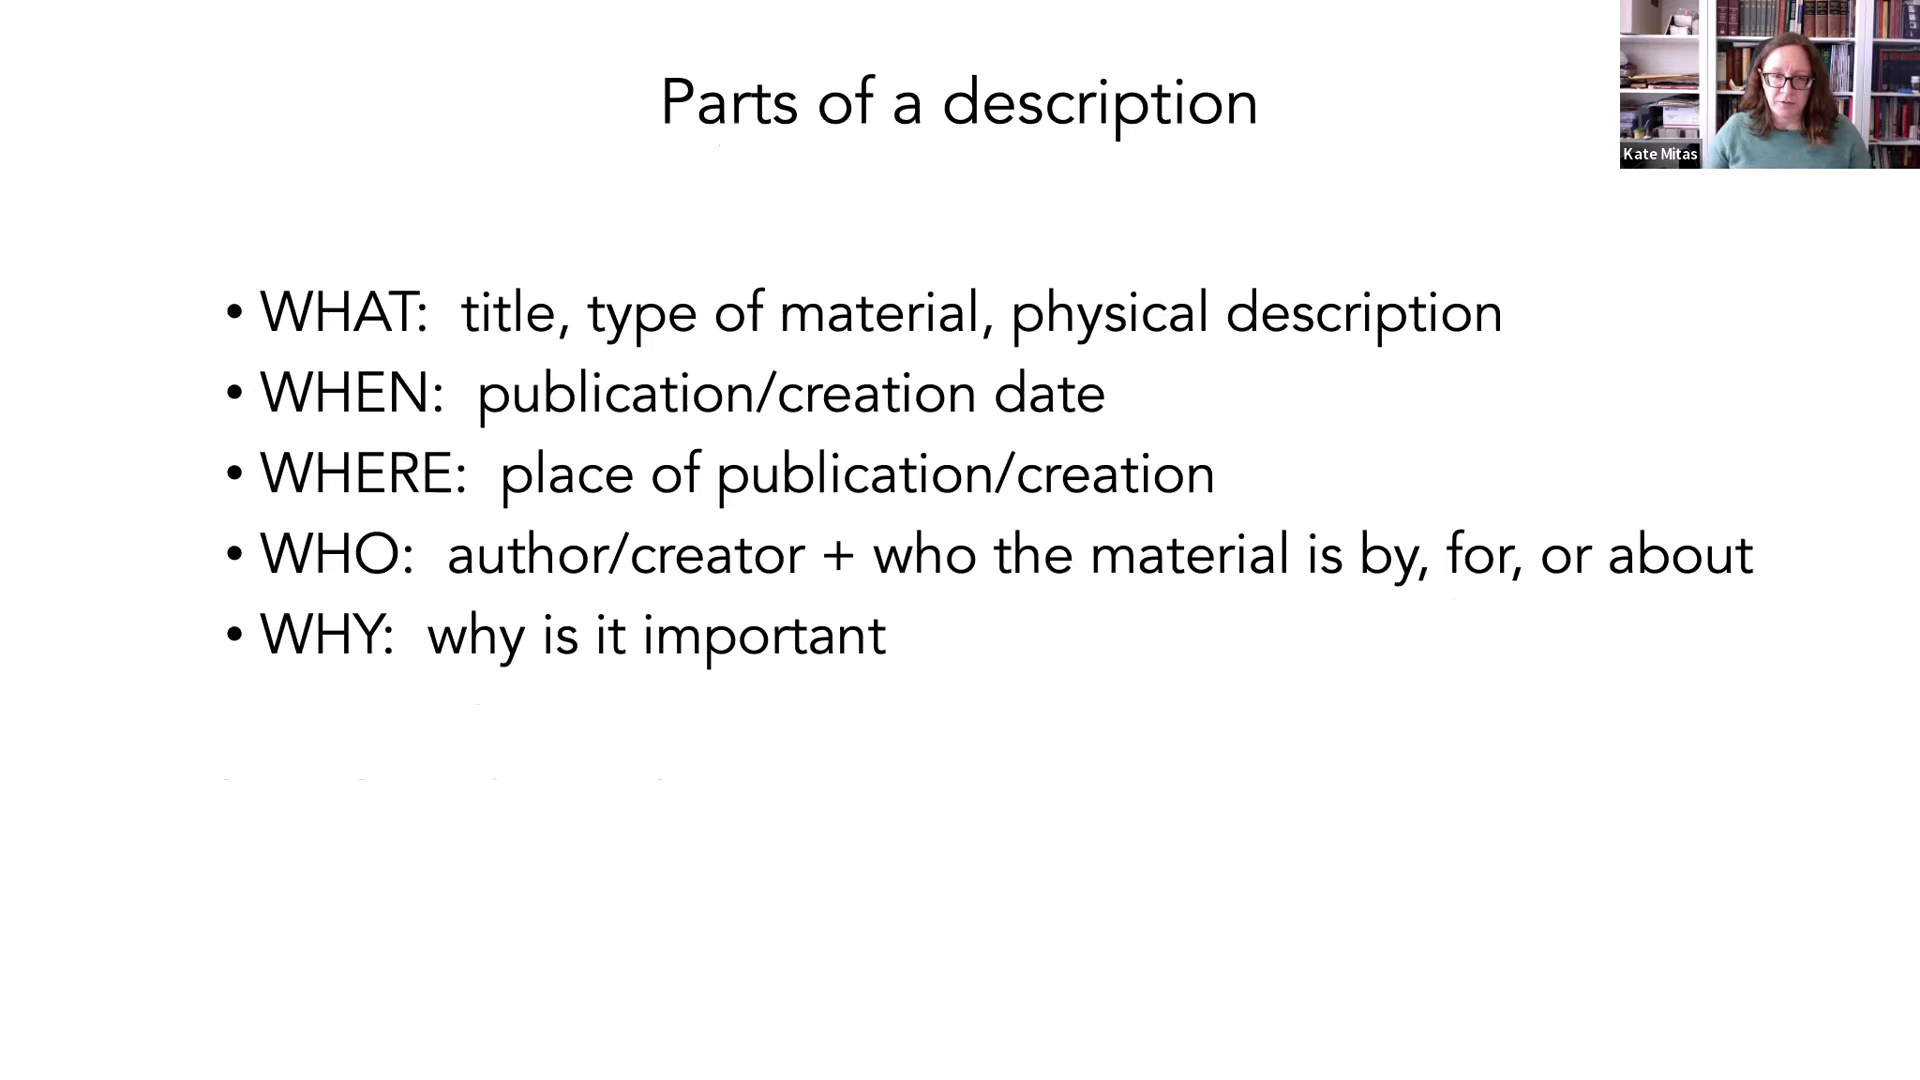 Parts of a description
Kate Mitas
• WHAT:  title, type of material, physical description
• WHEN:  publication/creation date
• WHERE:  place of publication/creation
• WHO:  author/creator + who the material is by, for, or about
• WHY:  why is it important